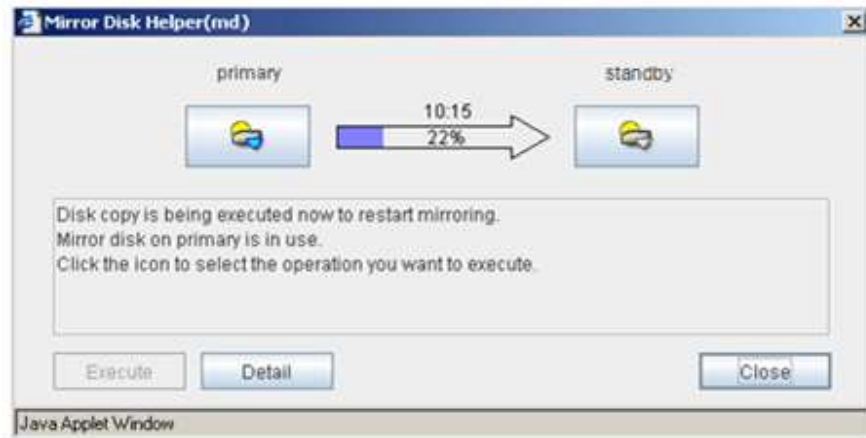 Mirror Disk Helper(md)
primary
standby
10:15
22%
Disk copy is being executed now to restart mirroring.
Mirror disk on primary is in use.
Click the icon to select the operation you want to execute.
Execute
Detail
Close
Java Applet Window